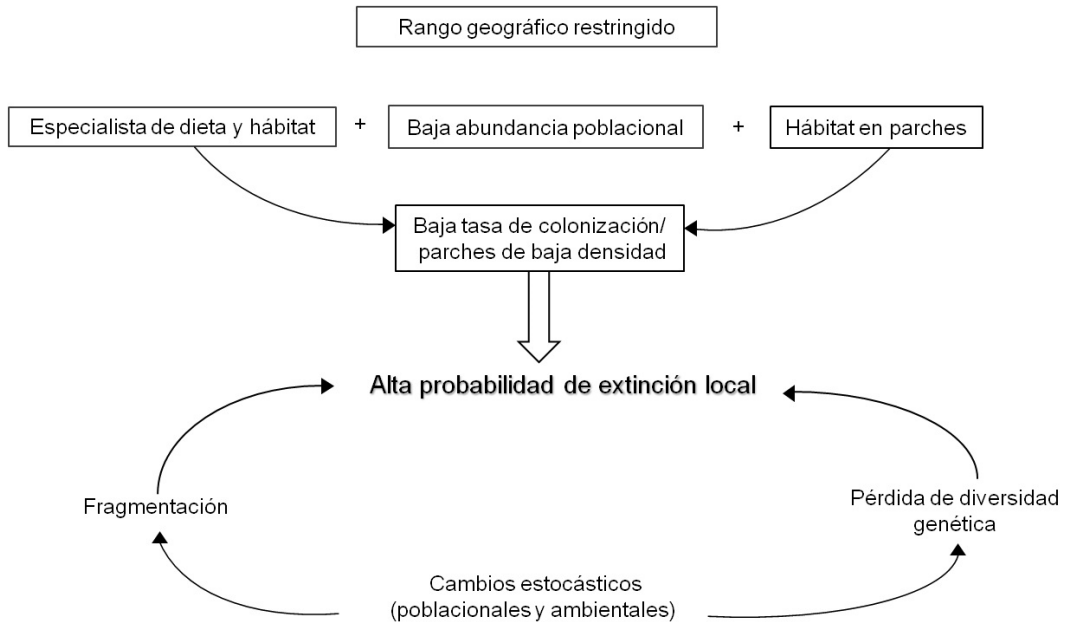 Rango geográfico restringido
Especialista de dieta y hábitat + Baja abundancia poblacional + Hábitat en parches
Baja tasa de colonización/
parches de baja densidad
Alta probabilidad de extinción local
Fragmentación
Pérdida de diversidad
genética
Cambios estocásticos
(poblacionales y ambientales)